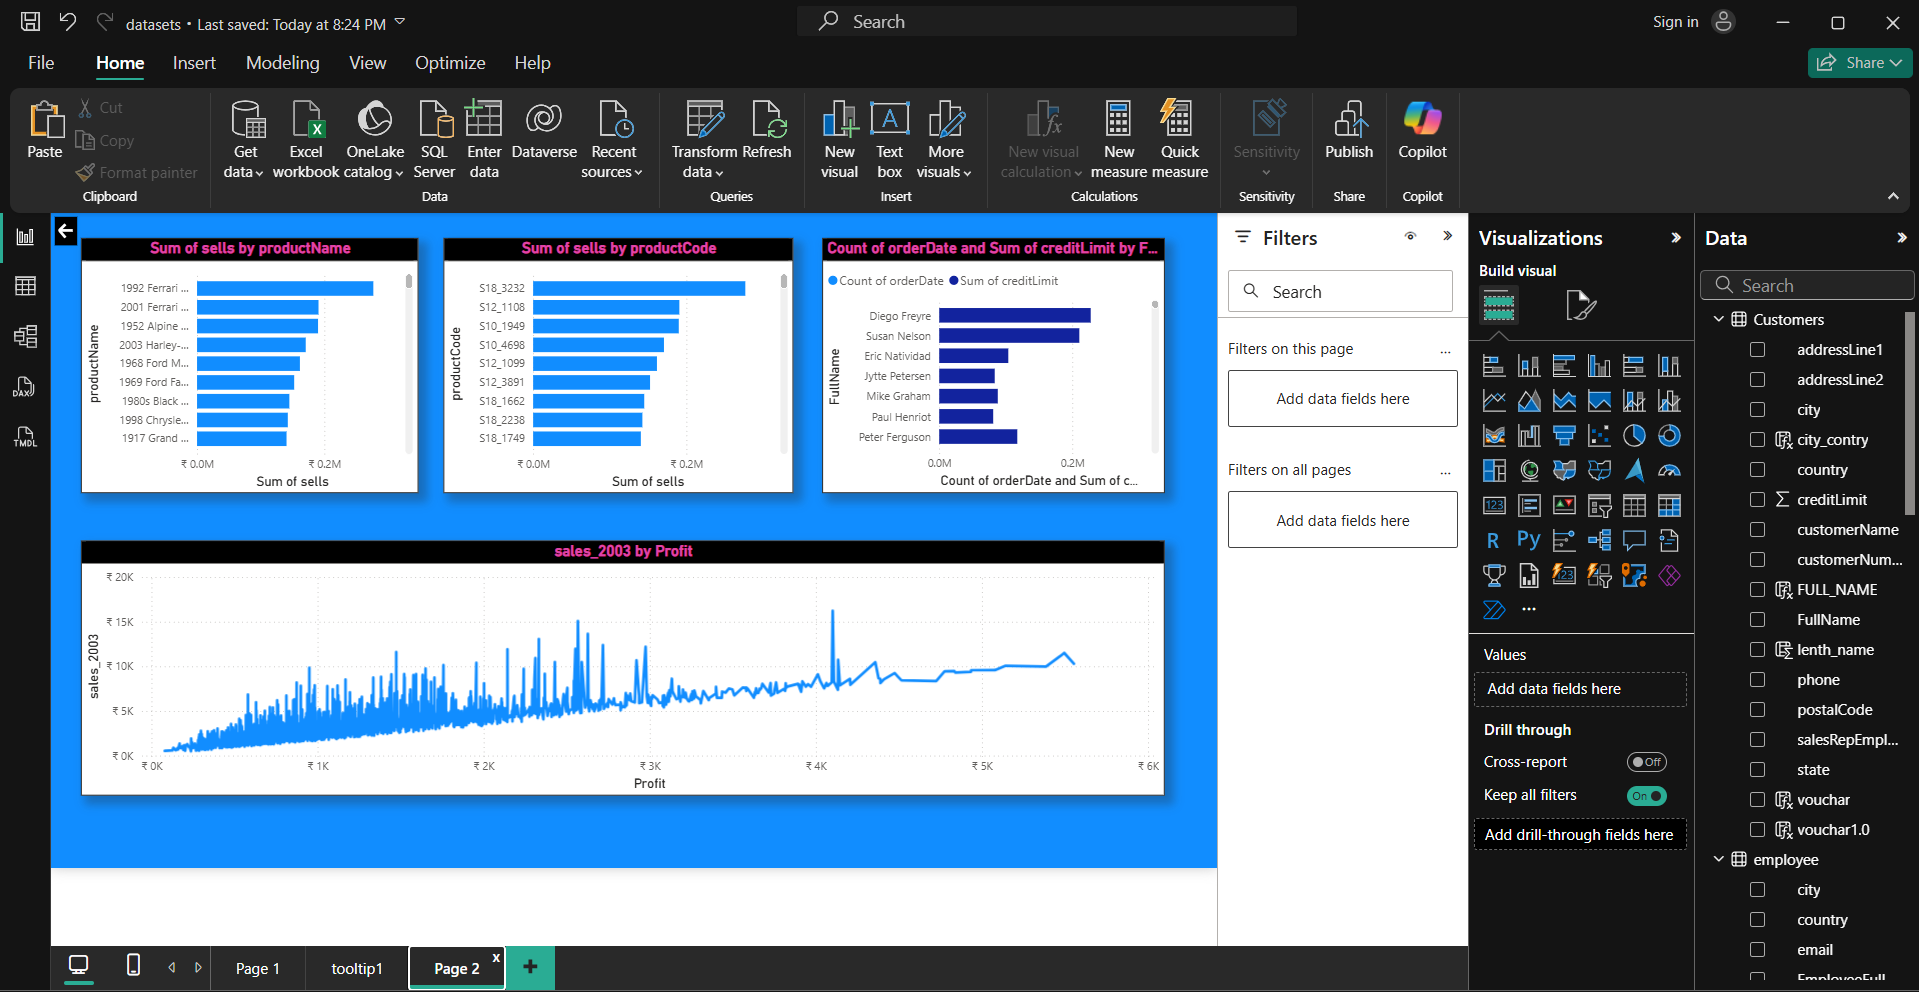 datasets • Last saved: Today at 8:24 PM
Search
Sign in
File Home Insert Modeling View Optimize Help
Share
Paste
Cut
Copy
Format painter
Clipboard
Get data
Excel workbook
OneLake catalog
SQL Server
Enter data
Dataverse
Recent sources
Data
Transform data
Refresh
Queries
New visual
Text box
More visuals
Insert
New visual calculation
New measure
Quick measure
Calculations
Sensitivity
Sensitivity
Publish
Share
Copilot
Copilot
DAX
TMDL
Sum of sells by productName
productName
1992 Ferrari ...
2001 Ferrari ...
1952 Alpine ...
2003 Harley-...
1968 Ford M...
1969 Ford Fa...
1980s Black ...
1998 Chrysle...
1917 Grand ...
₹ 0.0M ₹ 0.2M
Sum of sells
Sum of sells by productCode
productCode
S18_3232
S12_1108
S10_1949
S10_4698
S12_1099
S12_3891
S18_1662
S18_2238
S18_1749
₹ 0.0M ₹ 0.2M
Sum of sells
Count of orderDate and Sum of creditLimit by F...
Count of orderDate Sum of creditLimit
FullName
Diego Freyre
Susan Nelson
Eric Natividad
Jytte Petersen
Mike Graham
Paul Henriot
Peter Ferguson
0.0M 0.2M
Count of orderDate and Sum of c...
sales_2003 by Profit
sales_2003
₹ 20K
₹ 15K
₹ 10K
₹ 5K
₹ 0K
₹ 0K ₹ 1K ₹ 2K ₹ 3K ₹ 4K ₹ 5K ₹ 6K
Profit
Filters
Search
Filters on this page ...
Add data fields here
Filters on all pages ...
Add data fields here
Visualizations
Build visual
123
R Py
123
...
Values
Add data fields here
Drill through
Cross-report Off
Keep all filters On
Add drill-through fields here
Data
Search
Customers
addressLine1
addressLine2
city
city_contry
country
creditLimit
customerName
customerNum...
FULL_NAME
FullName
lenth_name
phone
postalCode
salesRepEmpl...
state
vouchar
vouchar1.0
employee
city
country
email
EmployeeFull...
Page 1 tooltip1 Page 2 x +